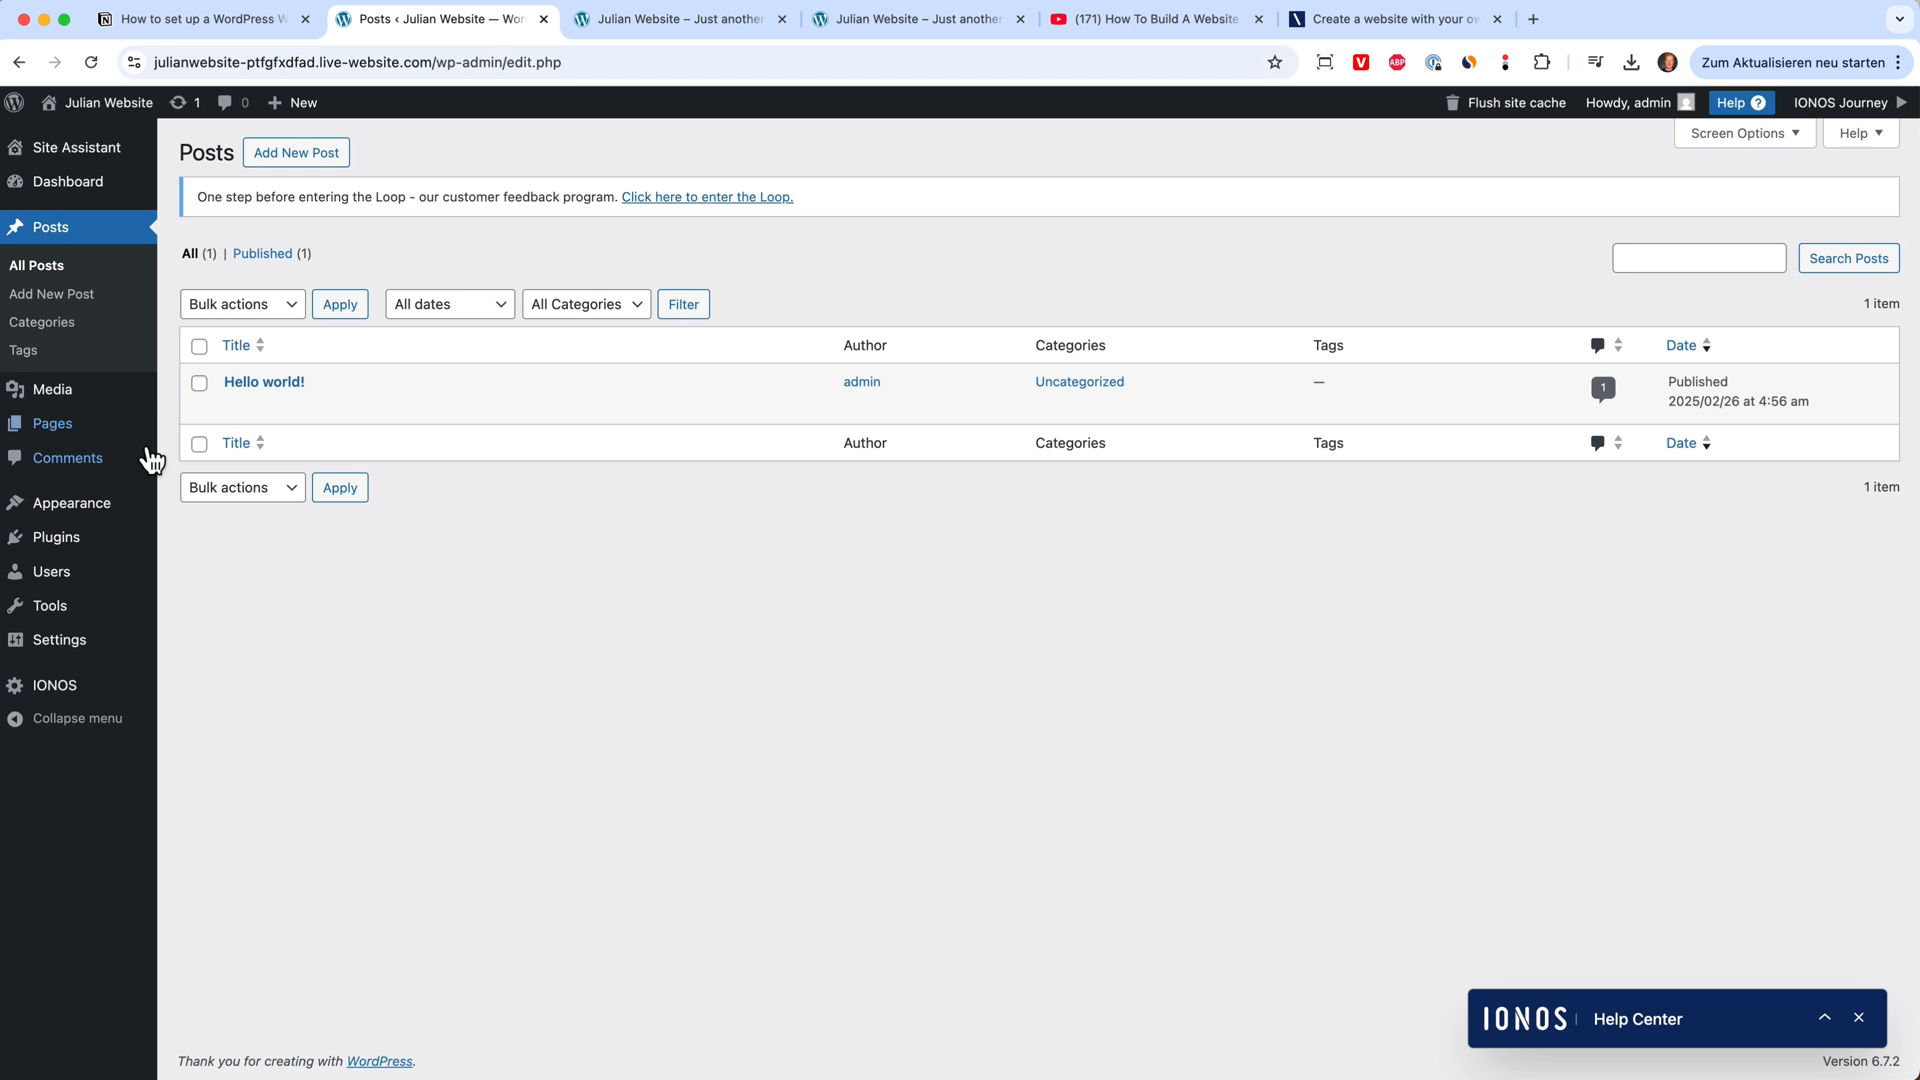 How to set up a WordPress W
Posts ‹ Julian Website — Wor
Julian Website – Just another
Julian Website – Just another
(171) How To Build A Website
Create a website with your ow
julianwebsite-ptfgfxdfad.live-website.com/wp-admin/edit.php
V
ABP
Zum Aktualisieren neu starten
Julian Website
1
0
New
Flush site cache
Howdy, admin
Help ?
IONOS Journey
Site Assistant
Dashboard
Posts
All Posts
Add New Post
Categories
Tags
Media
Pages
Comments
Appearance
Plugins
Users
Tools
Settings
IONOS
Collapse menu
Screen Options
Help
Posts
Add New Post
One step before entering the Loop - our customer feedback program. Click here to enter the Loop.
All (1) | Published (1)
Search Posts
Bulk actions
Apply
All dates
All Categories
Filter
1 item
Title
Author
Categories
Tags
Date
Hello world!
admin
Uncategorized
—
1
Published
2025/02/26 at 4:56 am
Title
Author
Categories
Tags
Date
Bulk actions
Apply
1 item
IONOS | Help Center
Thank you for creating with WordPress.
Version 6.7.2